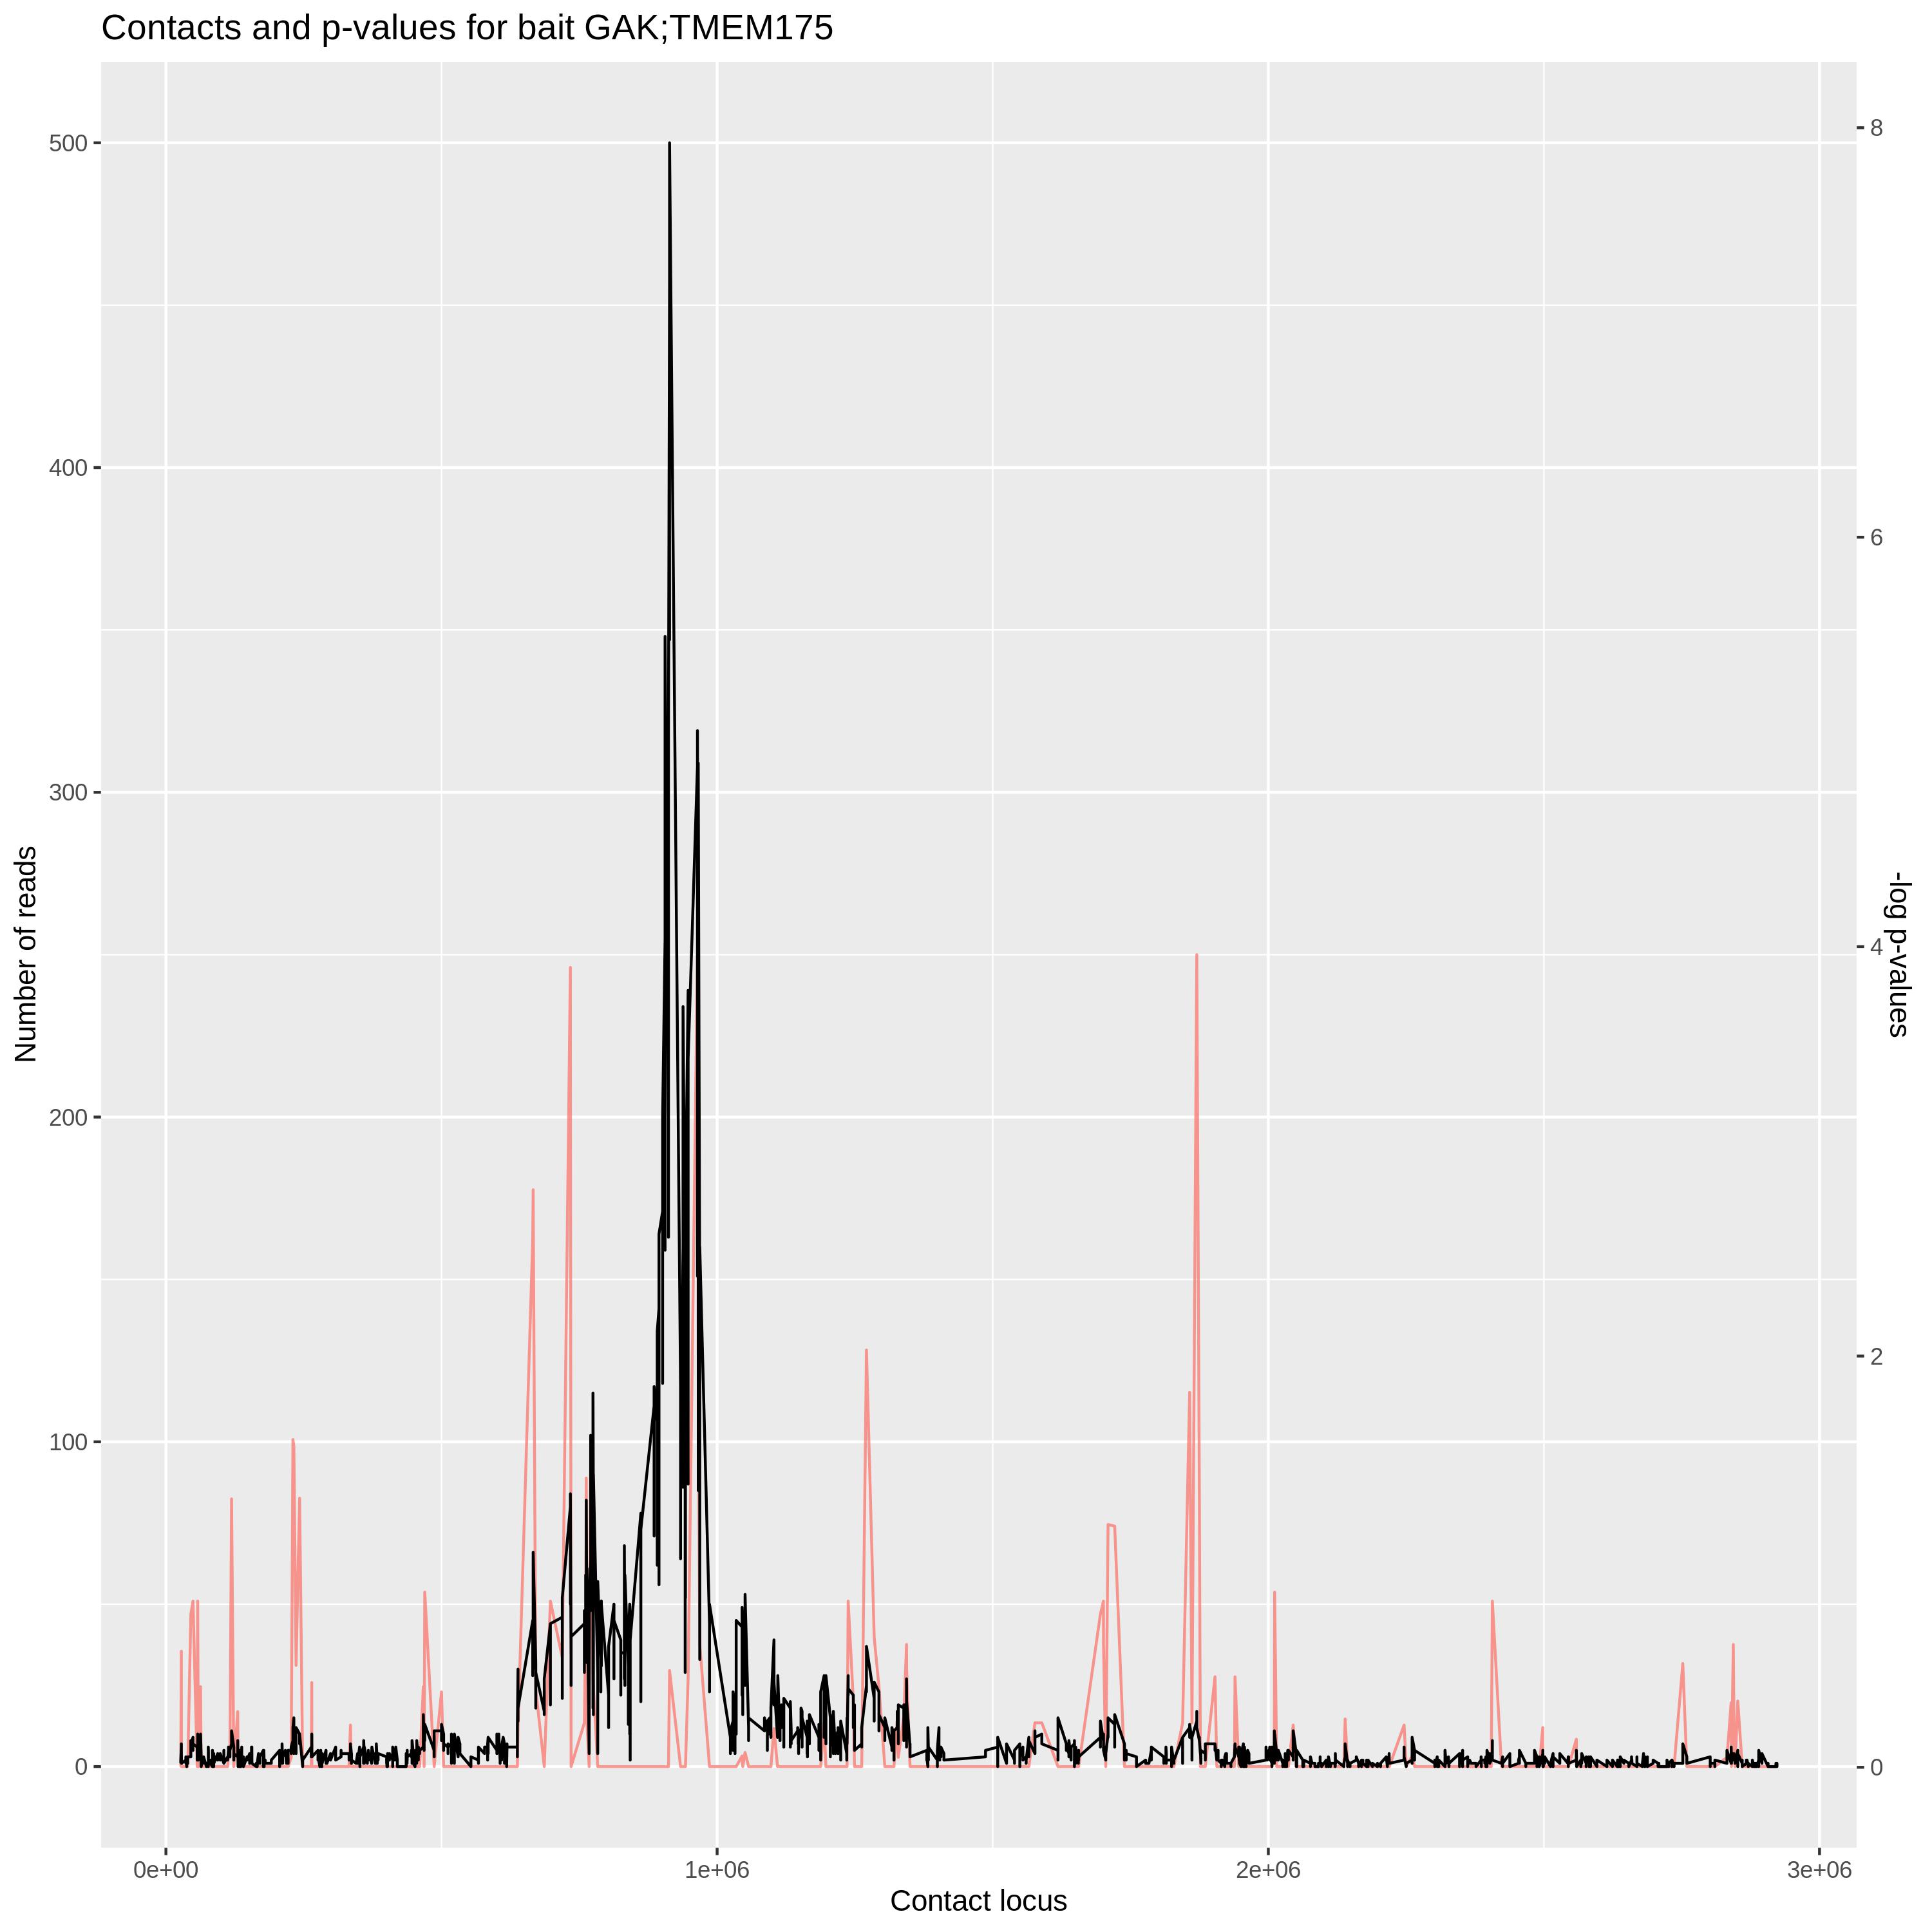 Contacts and p-values for bait GAK;TMEM175
500
400
300
200
100
0
Number of reads
8
6
4
2
0
-log p-values
0e+00
1e+06
2e+06
3e+06
Contact locus